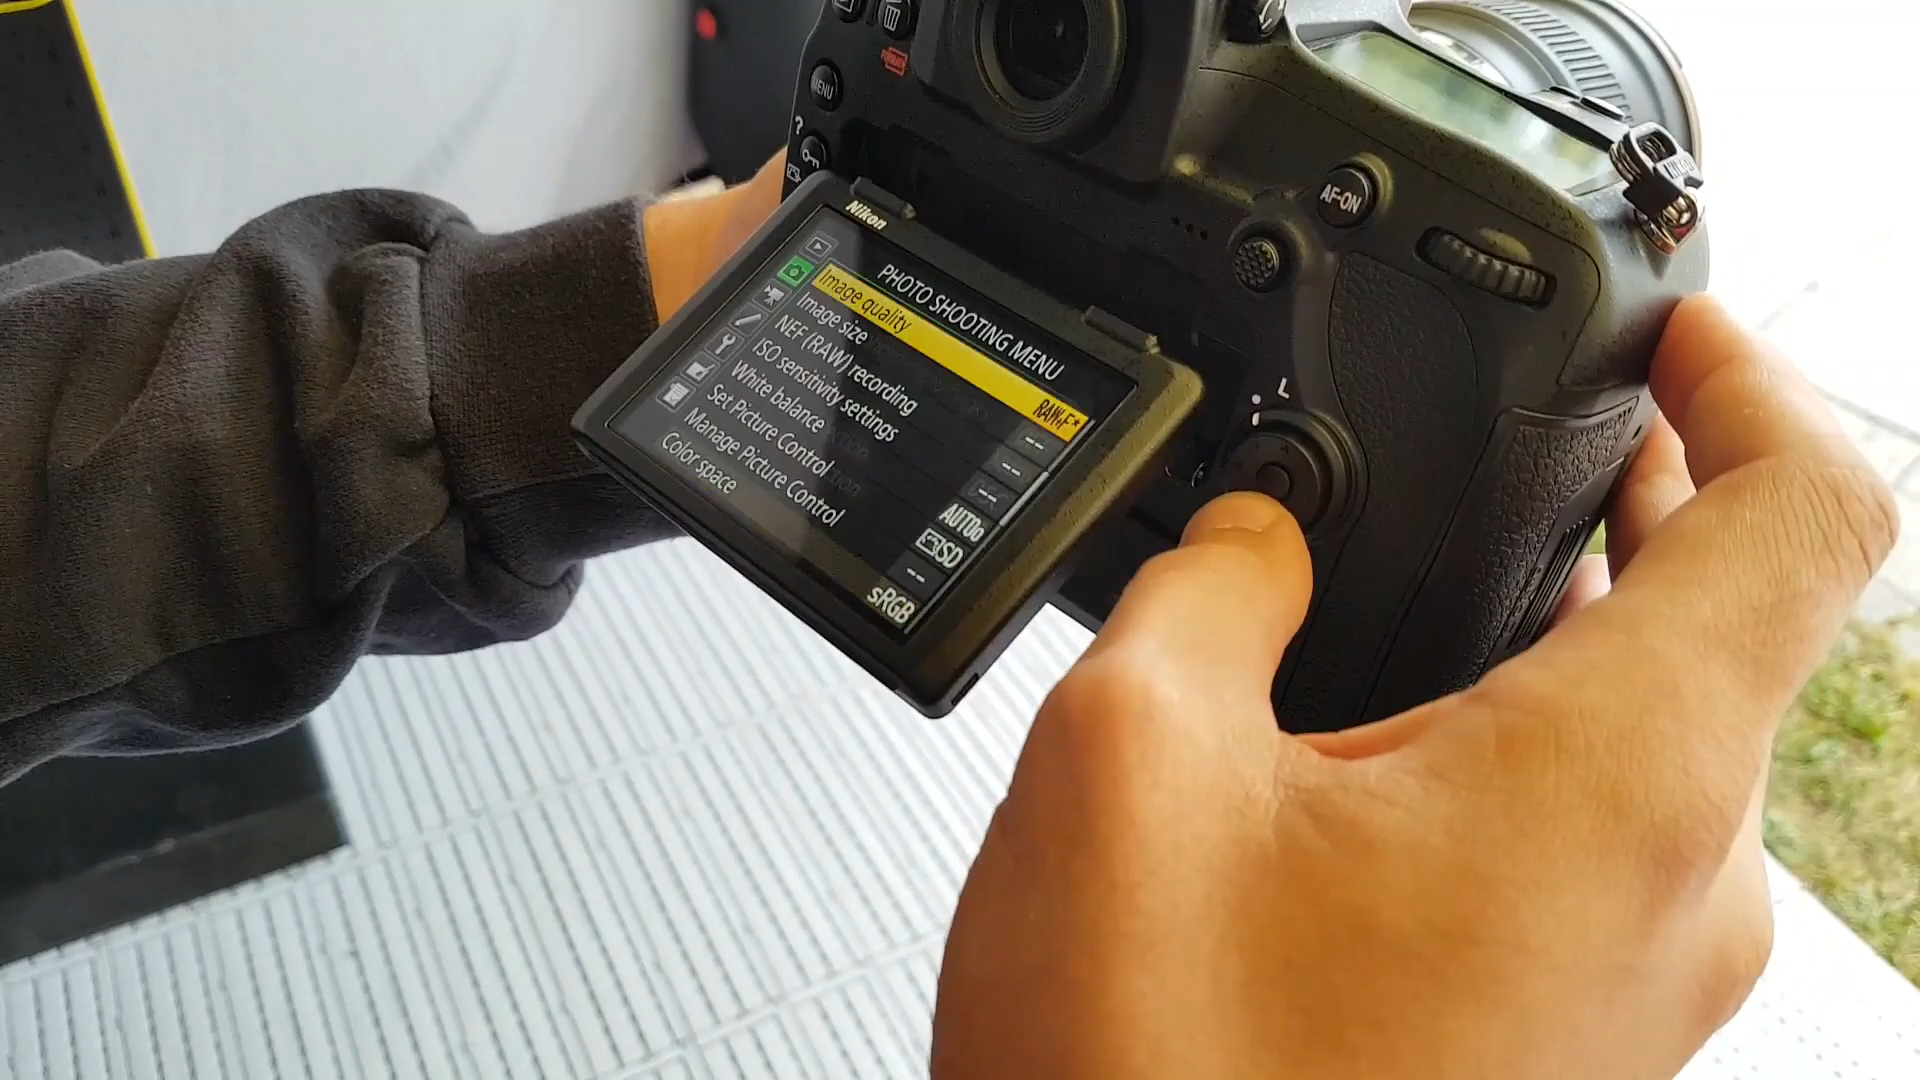 FORMAT
MENU
?
AF-ON
Nikon
PHOTO SHOOTING MENU
Image quality RAW+F*
Image size --
NEF (RAW) recording --
ISO sensitivity settings --
White balance AUTO0
Set Picture Control SD
Manage Picture Control --
Color space sRGB
L